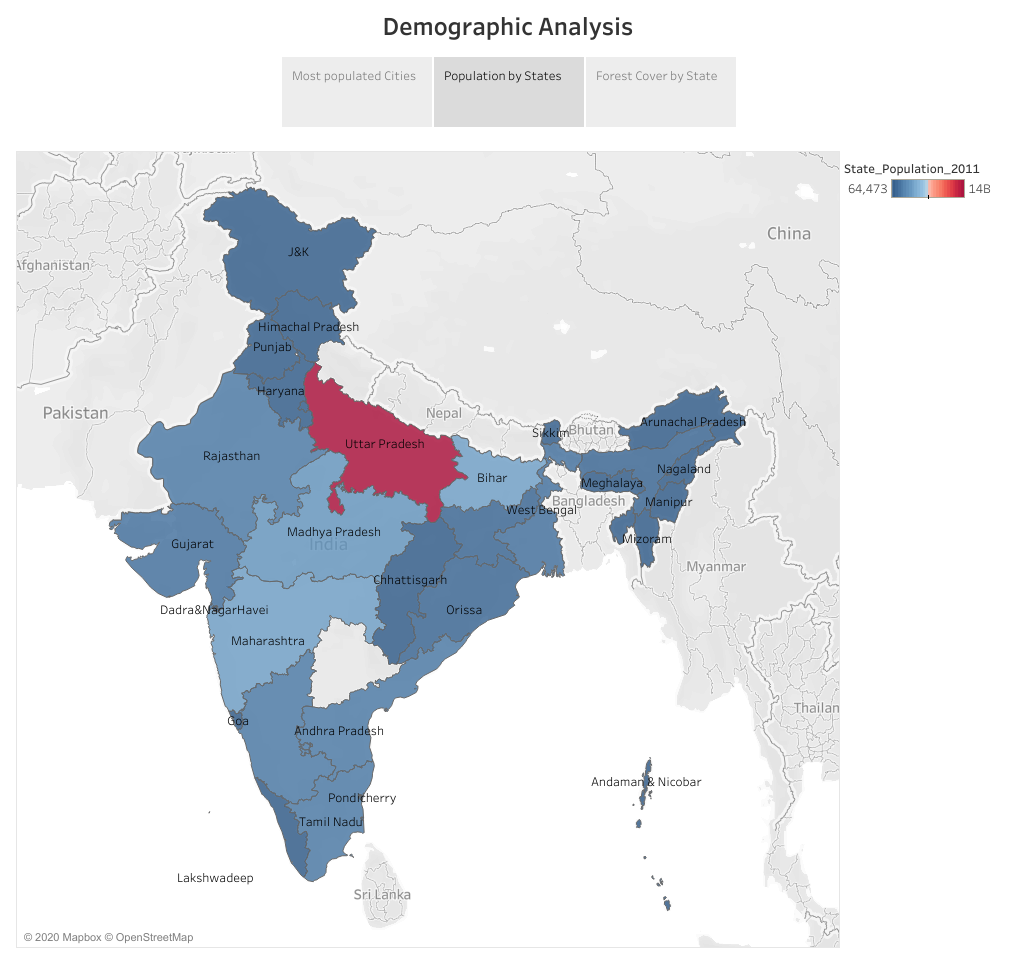 Demographic Analysis
Most populated Cities
Population by States
Forest Cover by State
State_Population_2011
64,473
14B
China
J&K
Afghanistan
Himachal Pradesh
Punjab
Haryana
Pakistan
Nepal
Uttar Pradesh
Sikkim
Bhutan
Arunachal Pradesh
Rajasthan
Nagaland
Bihar
Meghalaya
Bangladesh
Manipur
West Bengal
Madhya Pradesh
India
Gujarat
Mizoram
Myanmar
Chhattisgarh
Dadra&NagarHavei
Orissa
Maharashtra
Thailan
Goa
Andhra Pradesh
Andaman & Nicobar
Pondicherry
Tamil Nadu
Lakshwadeep
Sri Lanka
© 2020 Mapbox © OpenStreetMap